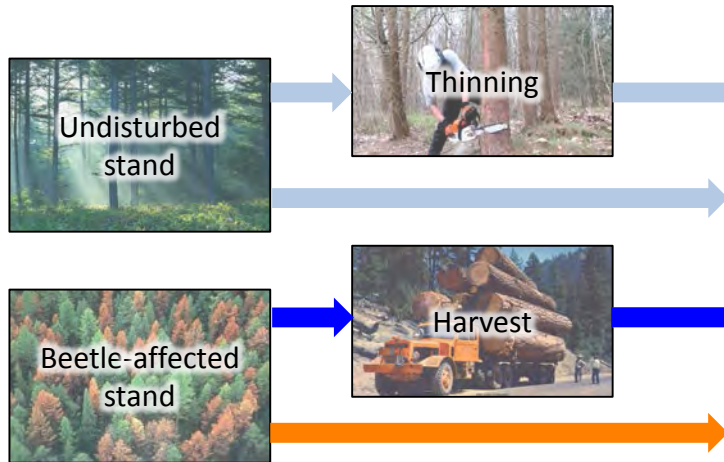 Thinning
Undisturbed
stand
Harvest
Beetle-affected
stand